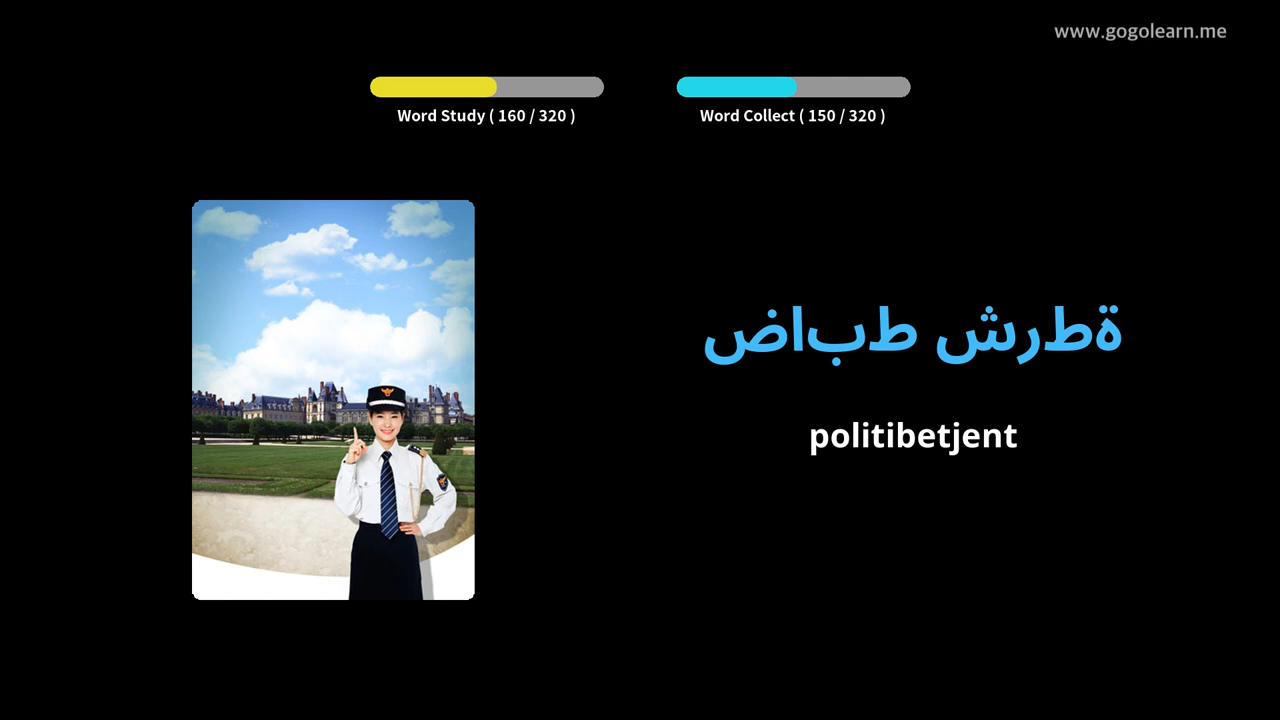 www.gogolearn.me
Word Study ( 160 / 320 )
Word Collect ( 150 / 320 )
ةطرش طباض
politibetjent